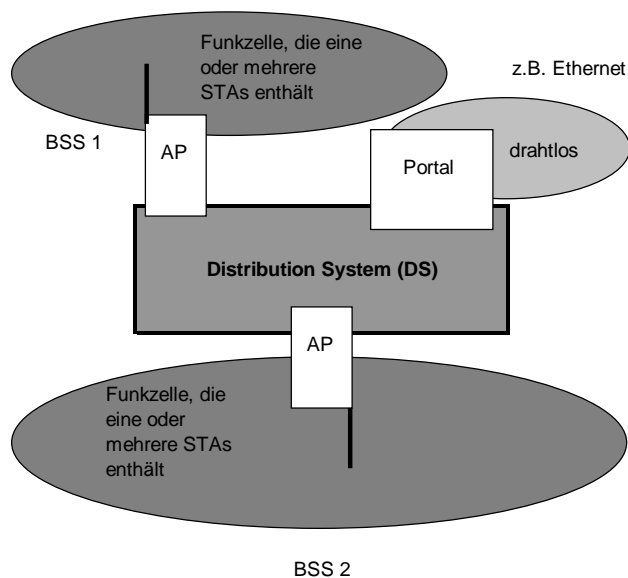 Funkzelle, die eine
oder mehrere
STAs enthält
z.B. Ethernet
BSS 1
AP
Portal
drahtlos
Distribution System (DS)
AP
Funkzelle, die
eine oder
mehrere STAs
enthält
BSS 2